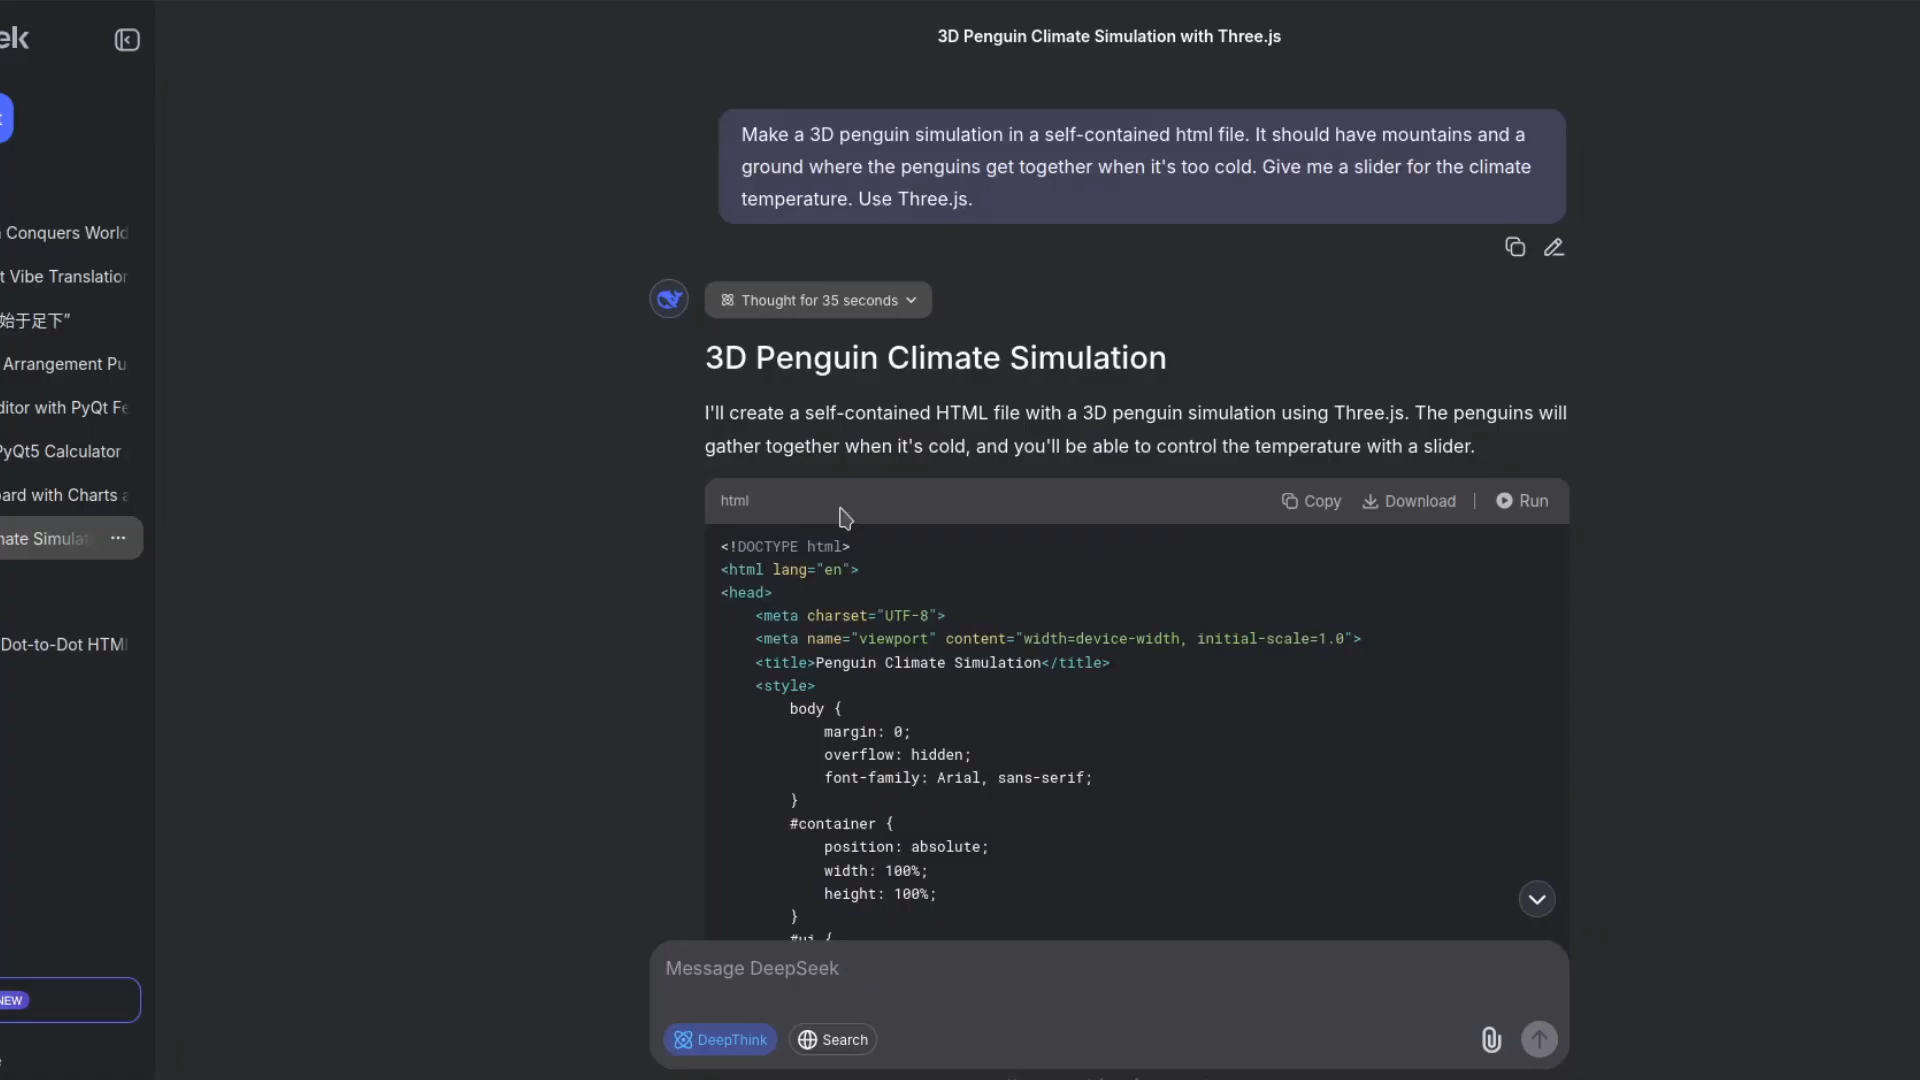 ek
3D Penguin Climate Simulation with Three.js
Make a 3D penguin simulation in a self-contained html file. It should have mountains and a
ground where the penguins get together when it's too cold. Give me a slider for the climate
temperature. Use Three.js.
Conquers World
t Vibe Translation
始于足下”
Arrangement Pu
ditor with PyQt Fe
PyQt5 Calculator
ard with Charts a
mate Simulat
Dot-to-Dot HTML
NEW
Thought for 35 seconds
3D Penguin Climate Simulation
I'll create a self-contained HTML file with a 3D penguin simulation using Three.js. The penguins will
gather together when it's cold, and you'll be able to control the temperature with a slider.
html Copy Download | Run
<!DOCTYPE html>
<html lang="en">
<head>
<meta charset="UTF-8">
<meta name="viewport" content="width=device-width, initial-scale=1.0">
<title>Penguin Climate Simulation</title>
<style>
body {
margin: 0;
overflow: hidden;
font-family: Arial, sans-serif;
}
#container {
position: absolute;
width: 100%;
height: 100%;
}
#ui {
Message DeepSeek
DeepThink Search